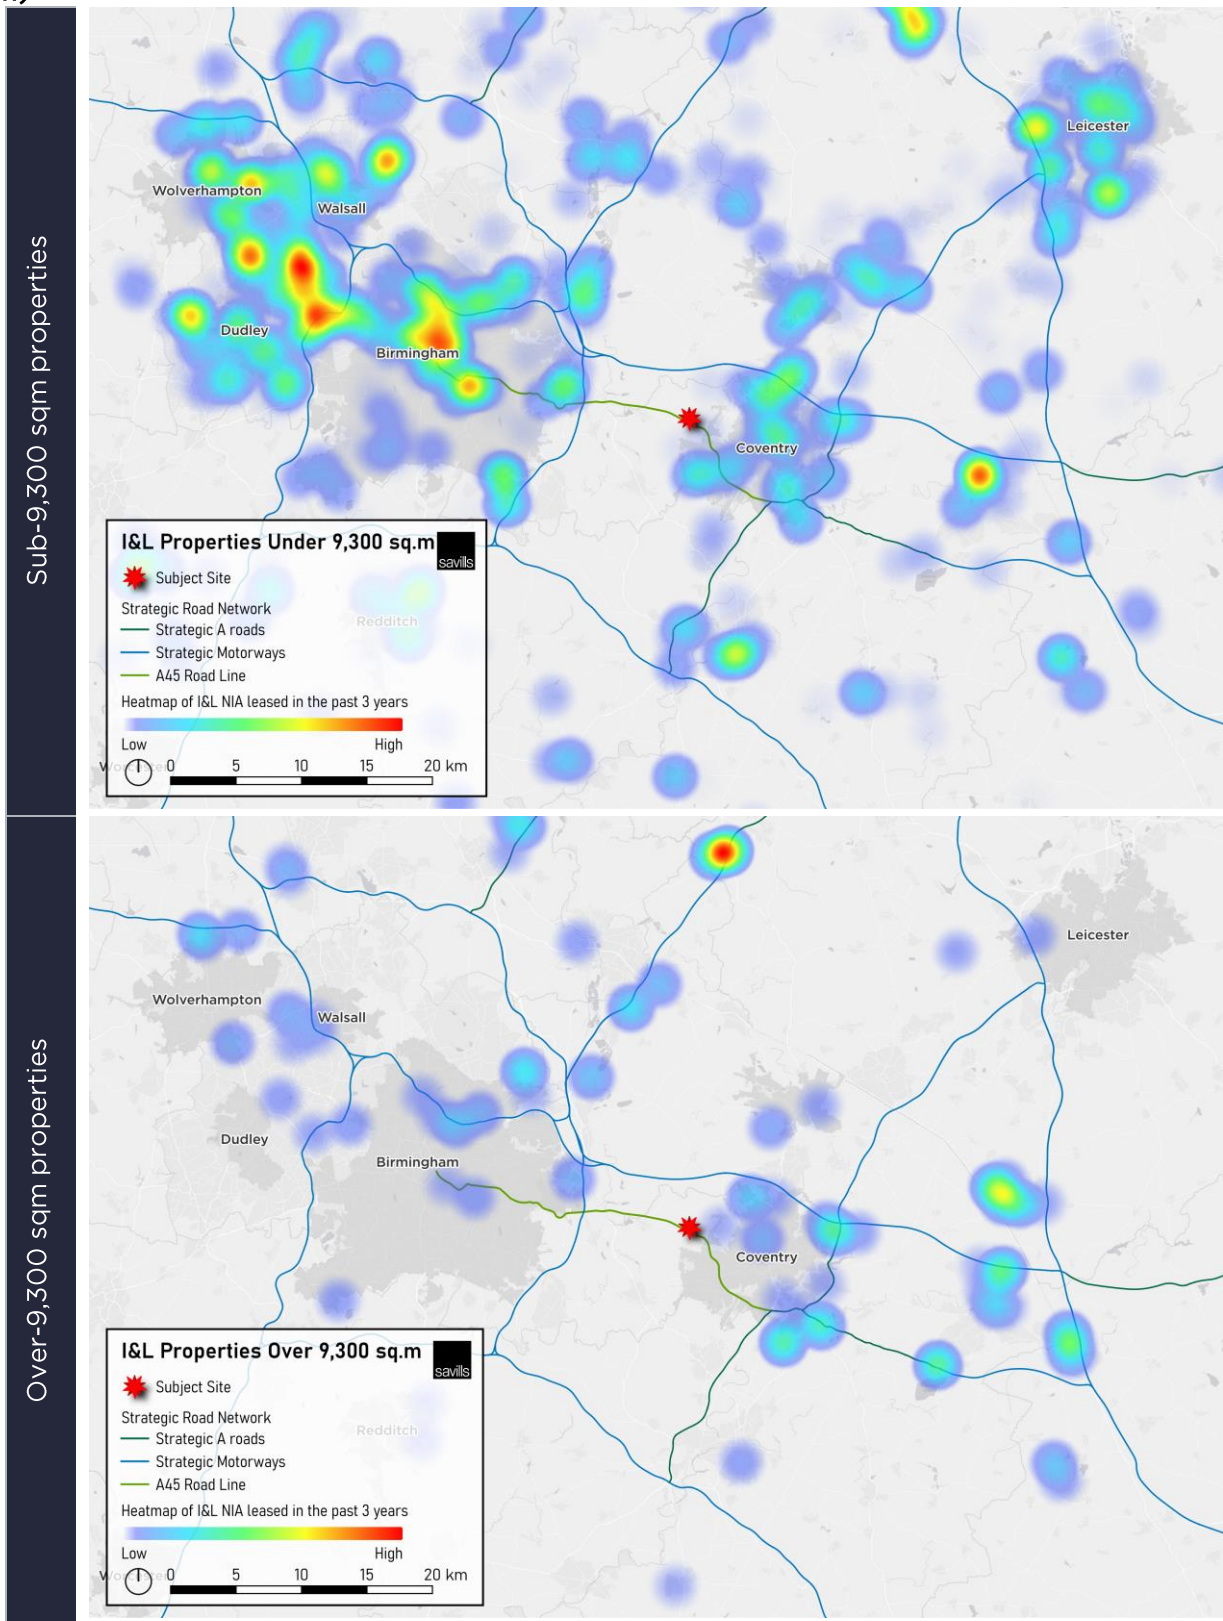 Sub-9,300 sqm properties
Leicester
Wolverhampton
Walsall
Dudley
Birmingham
Coventry
I&L Properties Under 9,300 sq.m
savills
Subject Site
Strategic Road Network
Redditch
Strategic A roads
Strategic Motorways
A45 Road Line
Heatmap of I&L NIA leased in the past 3 years
Low High
0 5 10 15 20 km
Over-9,300 sqm properties
Leicester
Wolverhampton
Walsall
Dudley
Birmingham
Coventry
I&L Properties Over 9,300 sq.m
savills
Subject Site
Strategic Road Network
Redditch
Strategic A roads
Strategic Motorways
A45 Road Line
Heatmap of I&L NIA leased in the past 3 years
Low High
0 5 10 15 20 km